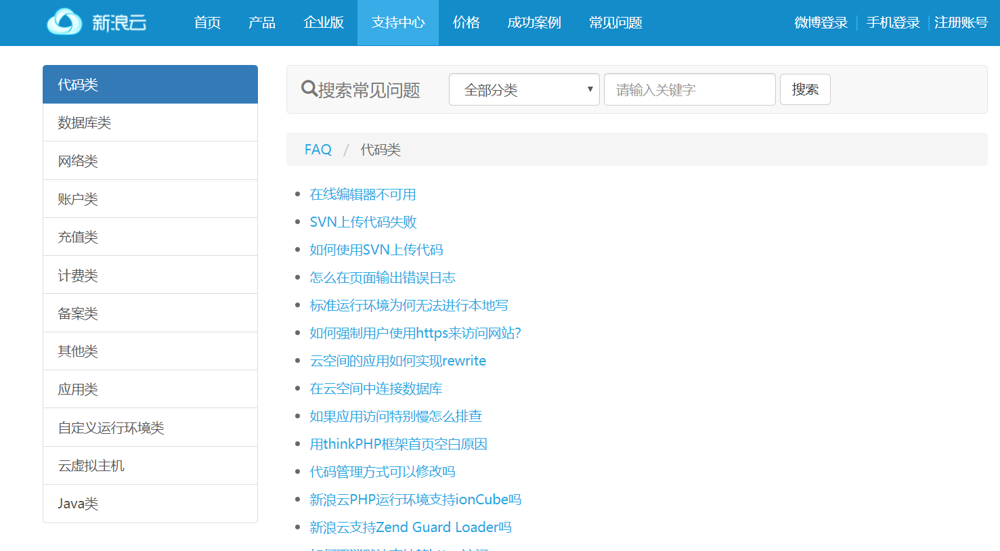 新浪云 首页 产品 企业版 支持中心 价格 成功案例 常见问题 微博登录 手机登录 注册账号
代码类
数据库类
网络类
账户类
充值类
计费类
备案类
其他类
应用类
自定义运行环境类
云虚拟主机
Java类
搜索常见问题 全部分类 请输入关键字 搜索
FAQ / 代码类
在线编辑器不可用
SVN上传代码失败
如何使用SVN上传代码
怎么在页面输出错误日志
标准运行环境为何无法进行本地写
如何强制用户使用https来访问网站?
云空间的应用如何实现rewrite
在云空间中连接数据库
如果应用访问特别慢怎么排查
用thinkPHP框架首页空白原因
代码管理方式可以修改吗
新浪云PHP运行环境支持ionCube吗
新浪云支持Zend Guard Loader吗